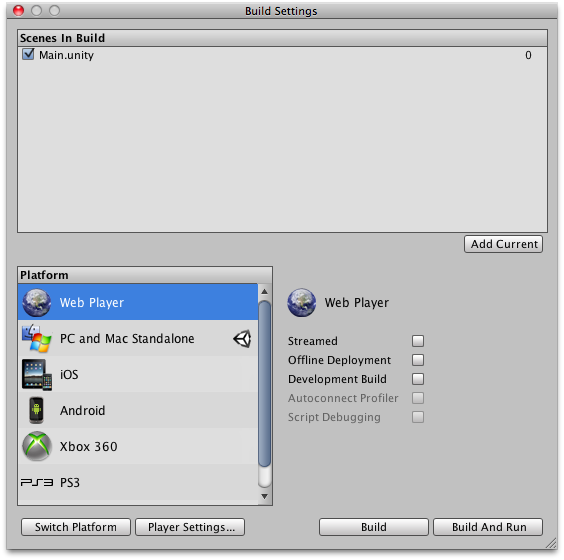 Build Settings
Scenes In Build
Main.unity 0
Add Current
Platform
Web Player
PC and Mac Standalone
iOS
Android
Xbox 360
PS3 PS3
Web Player
Streamed
Offline Deployment
Development Build
Autoconnect Profiler
Script Debugging
Switch Platform
Player Settings...
Build
Build And Run